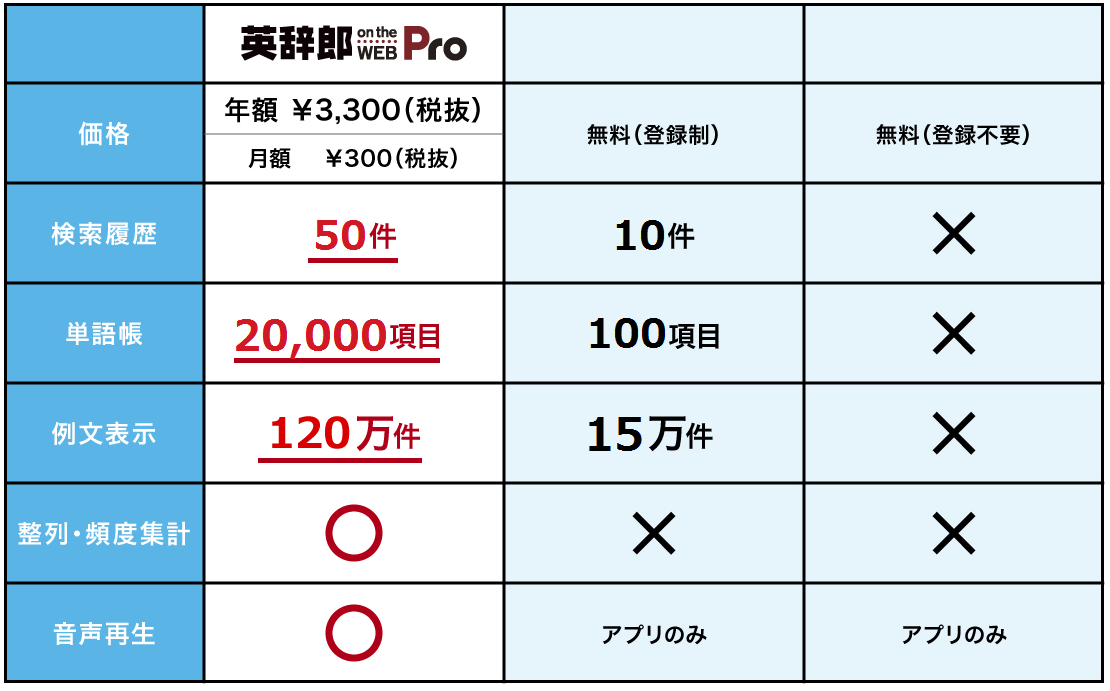 英辞郎 on the WEB Pro
価格
年額 ¥3,300（税抜）
月額 ¥300（税抜）
無料（登録制）
無料（登録不要）
検索履歴
50件
10件
×
単語帳
20,000項目
100項目
×
例文表示
120万件
15万件
×
整列・頻度集計
○
×
×
音声再生
○
アプリのみ
アプリのみ